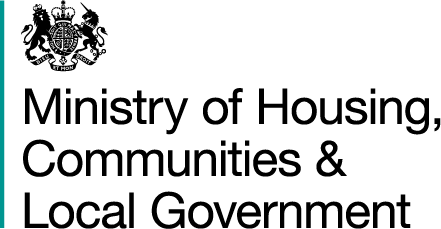 Ministry of Housing,
Communities &
Local Government